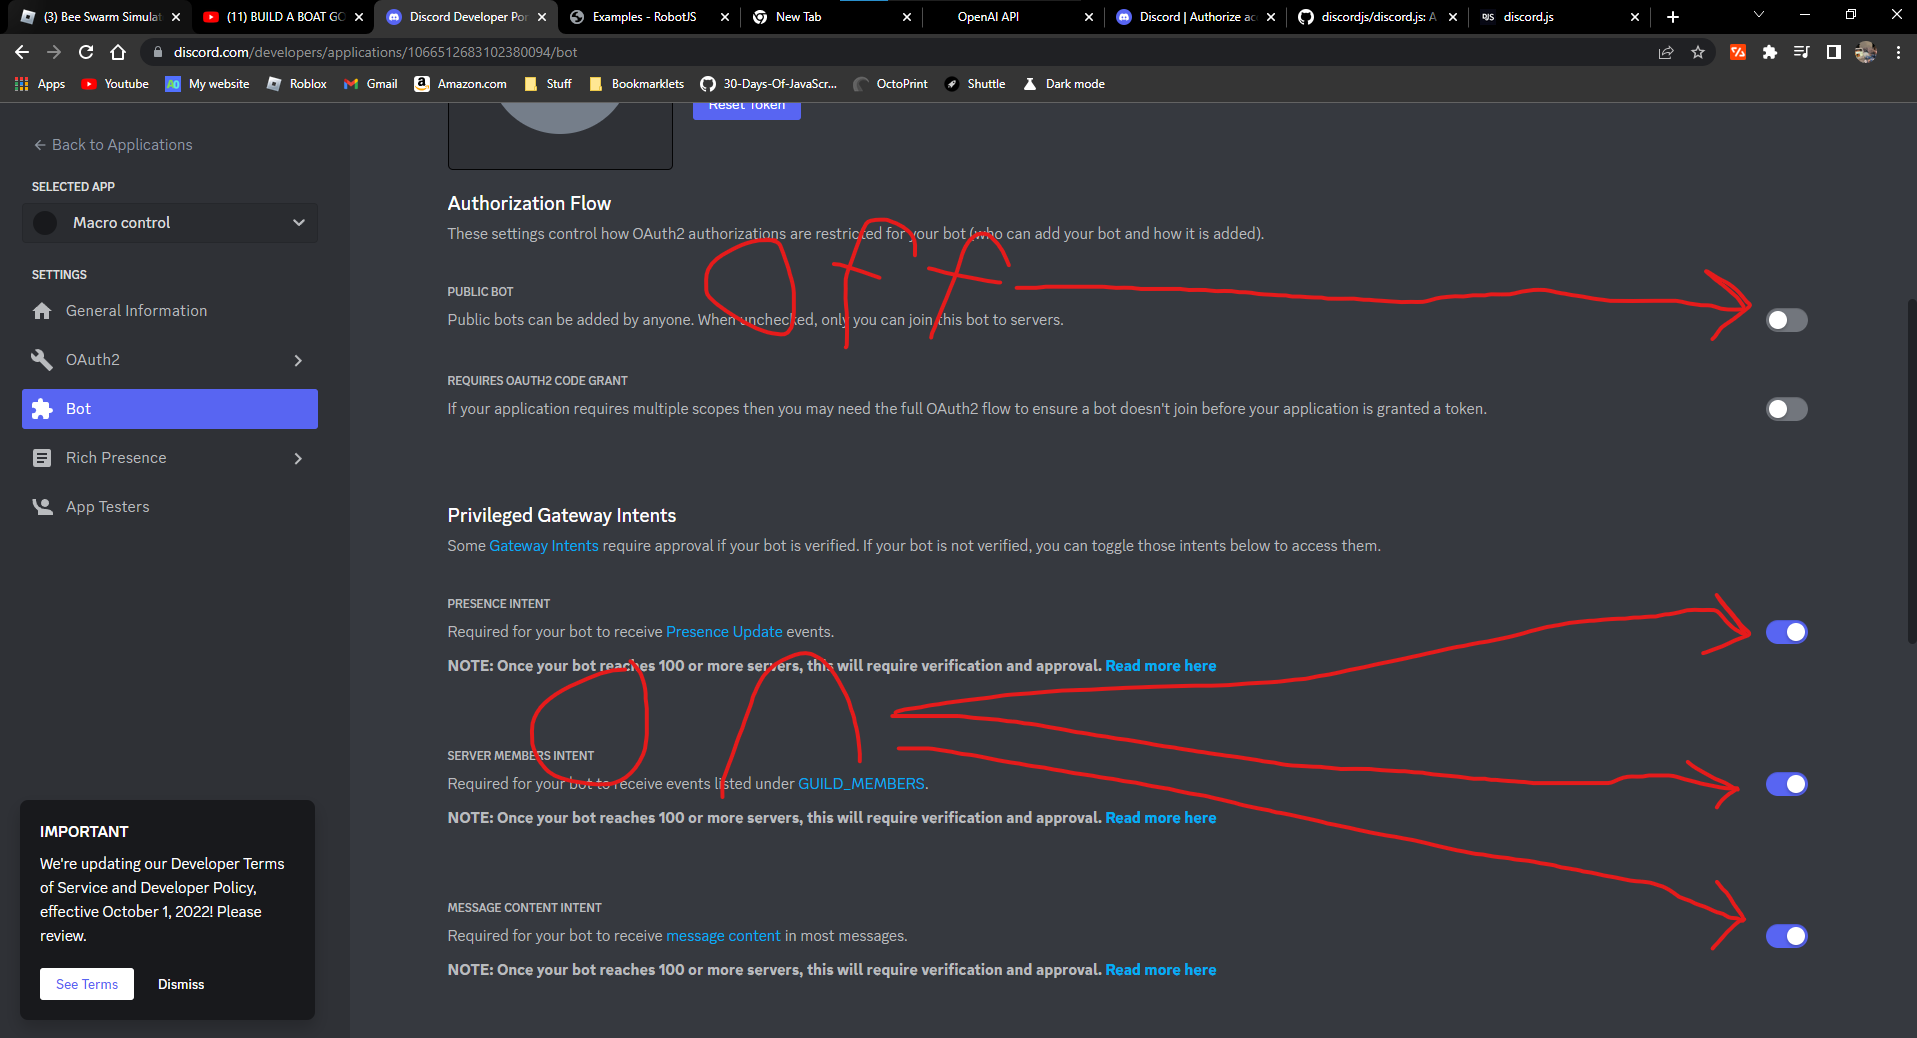 (3) Bee Swarm Simulat
(11) BUILD A BOAT GO
Discord Developer Por
Examples - RobotJS
New Tab
OpenAI API
Discord | Authorize ac
discordjs/discord.js: A
DJS discord.js
discord.com/developers/applications/1066512683102380094/bot
Apps
Youtube
AO My website
Roblox
Gmail
a Amazon.com
Stuff
Bookmarklets
30-Days-Of-JavaScr...
OctoPrint
Shuttle
Dark mode
Reset Token
← Back to Applications
SELECTED APP
Macro control
SETTINGS
General Information
OAuth2
Bot
Rich Presence
App Testers
IMPORTANT
We're updating our Developer Terms
of Service and Developer Policy,
effective October 1, 2022! Please
review.
See Terms
Dismiss
Authorization Flow
These settings control how OAuth2 authorizations are restricted for your bot (who can add your bot and how it is added).
off
PUBLIC BOT
Public bots can be added by anyone. When unchecked, only you can join this bot to servers.
REQUIRES OAUTH2 CODE GRANT
If your application requires multiple scopes then you may need the full OAuth2 flow to ensure a bot doesn't join before your application is granted a token.
Privileged Gateway Intents
Some Gateway Intents require approval if your bot is verified. If your bot is not verified, you can toggle those intents below to access them.
PRESENCE INTENT
Required for your bot to receive Presence Update events.
NOTE: Once your bot reaches 100 or more servers, this will require verification and approval. Read more here
on
SERVER MEMBERS INTENT
Required for your bot to receive events listed under GUILD_MEMBERS.
NOTE: Once your bot reaches 100 or more servers, this will require verification and approval. Read more here
MESSAGE CONTENT INTENT
Required for your bot to receive message content in most messages.
NOTE: Once your bot reaches 100 or more servers, this will require verification and approval. Read more here